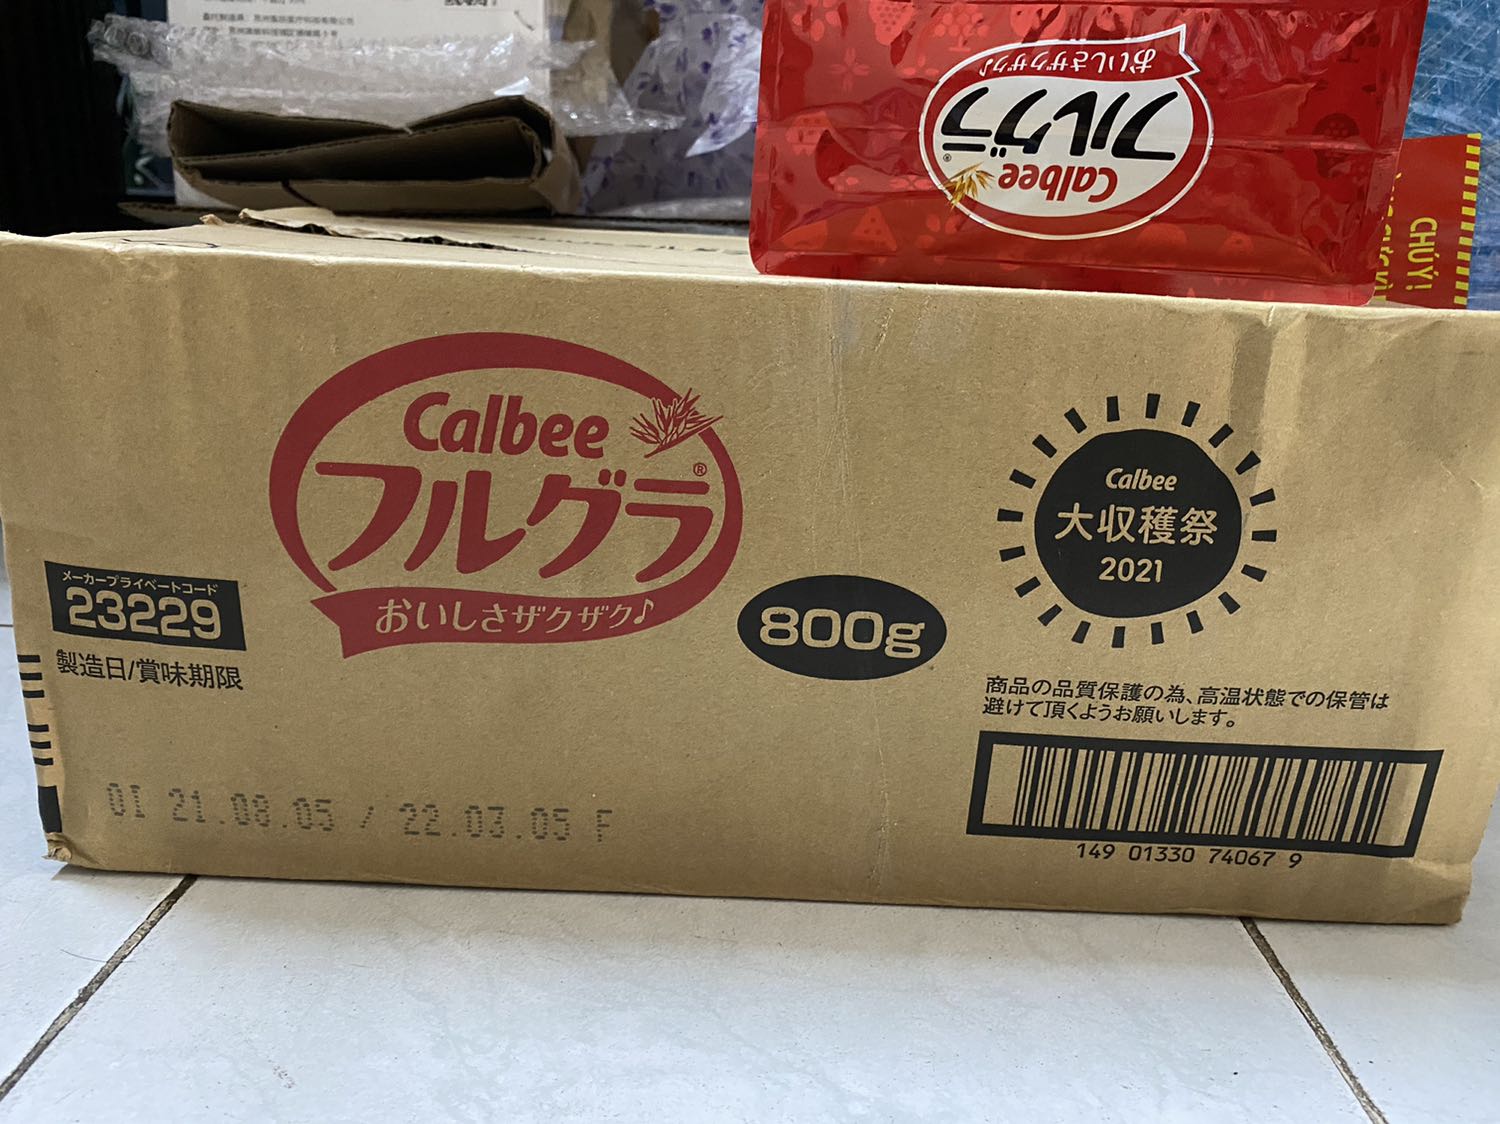 Calbee
フルグラ
おいしさザクザク♪
CHÚ Ý!
Calbee
フルグラ®
おいしさザクザク♪
800g
Calbee
大収穫祭
2021
メーカープライベートコード
23229
製造日/賞味期限
01 21.08.05 / 22.03.05 F
商品の品質保護の為、高温状態での保管は
避けて頂くようお願いします。
149 01330 74067 9